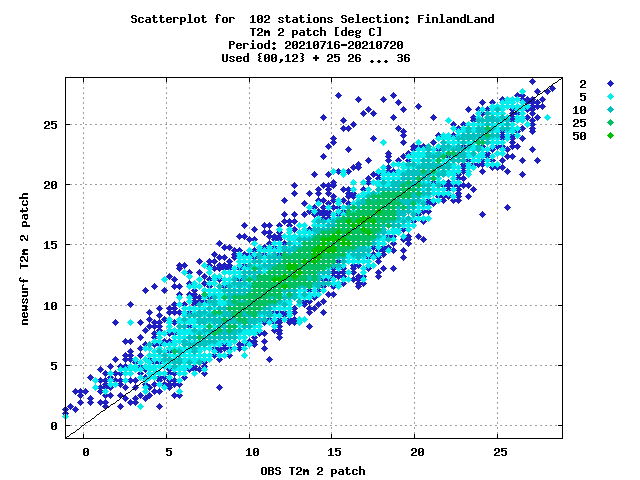 Scatterplot for  102 stations Selection: FinlandLand
T2m 2 patch [deg C]
Period: 20210716-20210720
Used {00,12} + 25 26 ... 36
2
5
10
25
50
25
20
15
10
5
0
newsurf T2m 2 patch
0 5 10 15 20 25
OBS T2m 2 patch